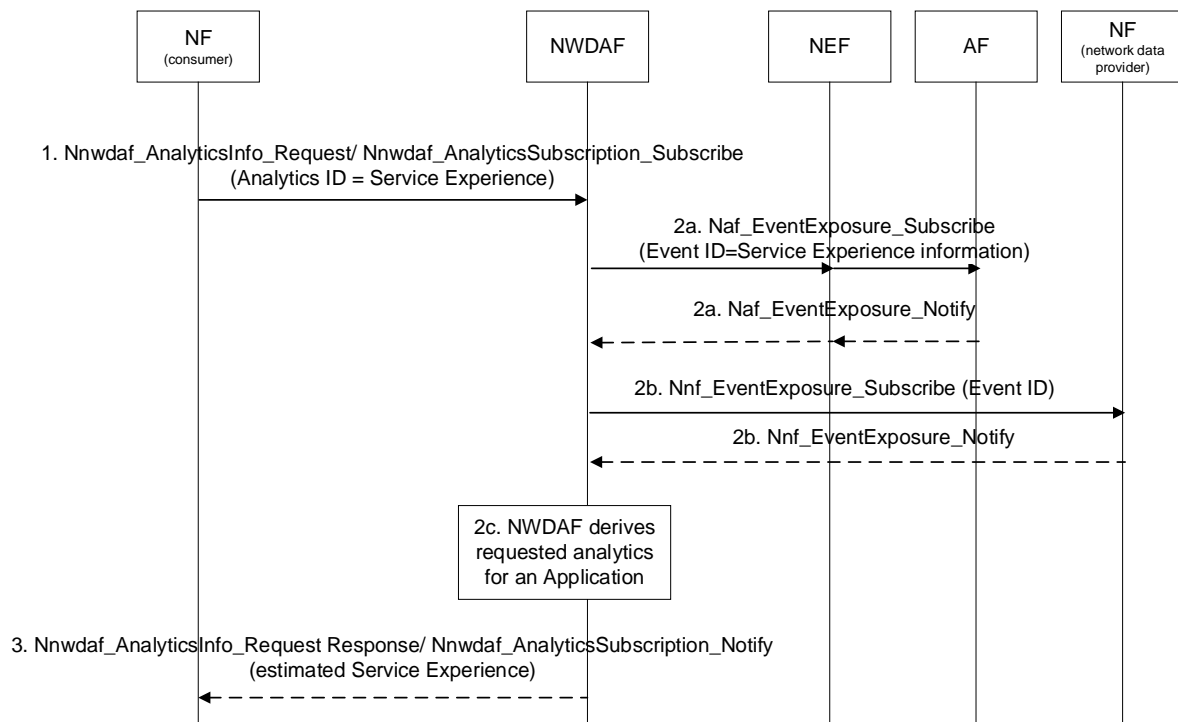 NF
(consumer)
NWDAF
NEF
AF
NF
(network data
provider)
1. Nnwdaf_AnalyticsInfo_Request/ Nnwdaf_AnalyticsSubscription_Subscribe
(Analytics ID = Service Experience)
2a. Naf_EventExposure_Subscribe
(Event ID=Service Experience information)
2a. Naf_EventExposure_Notify
2b. Nnf_EventExposure_Subscribe (Event ID)
2b. Nnf_EventExposure_Notify
2c. NWDAF derives
requested analytics
for an Application
3. Nnwdaf_AnalyticsInfo_Request Response/ Nnwdaf_AnalyticsSubscription_Notify
(estimated Service Experience)